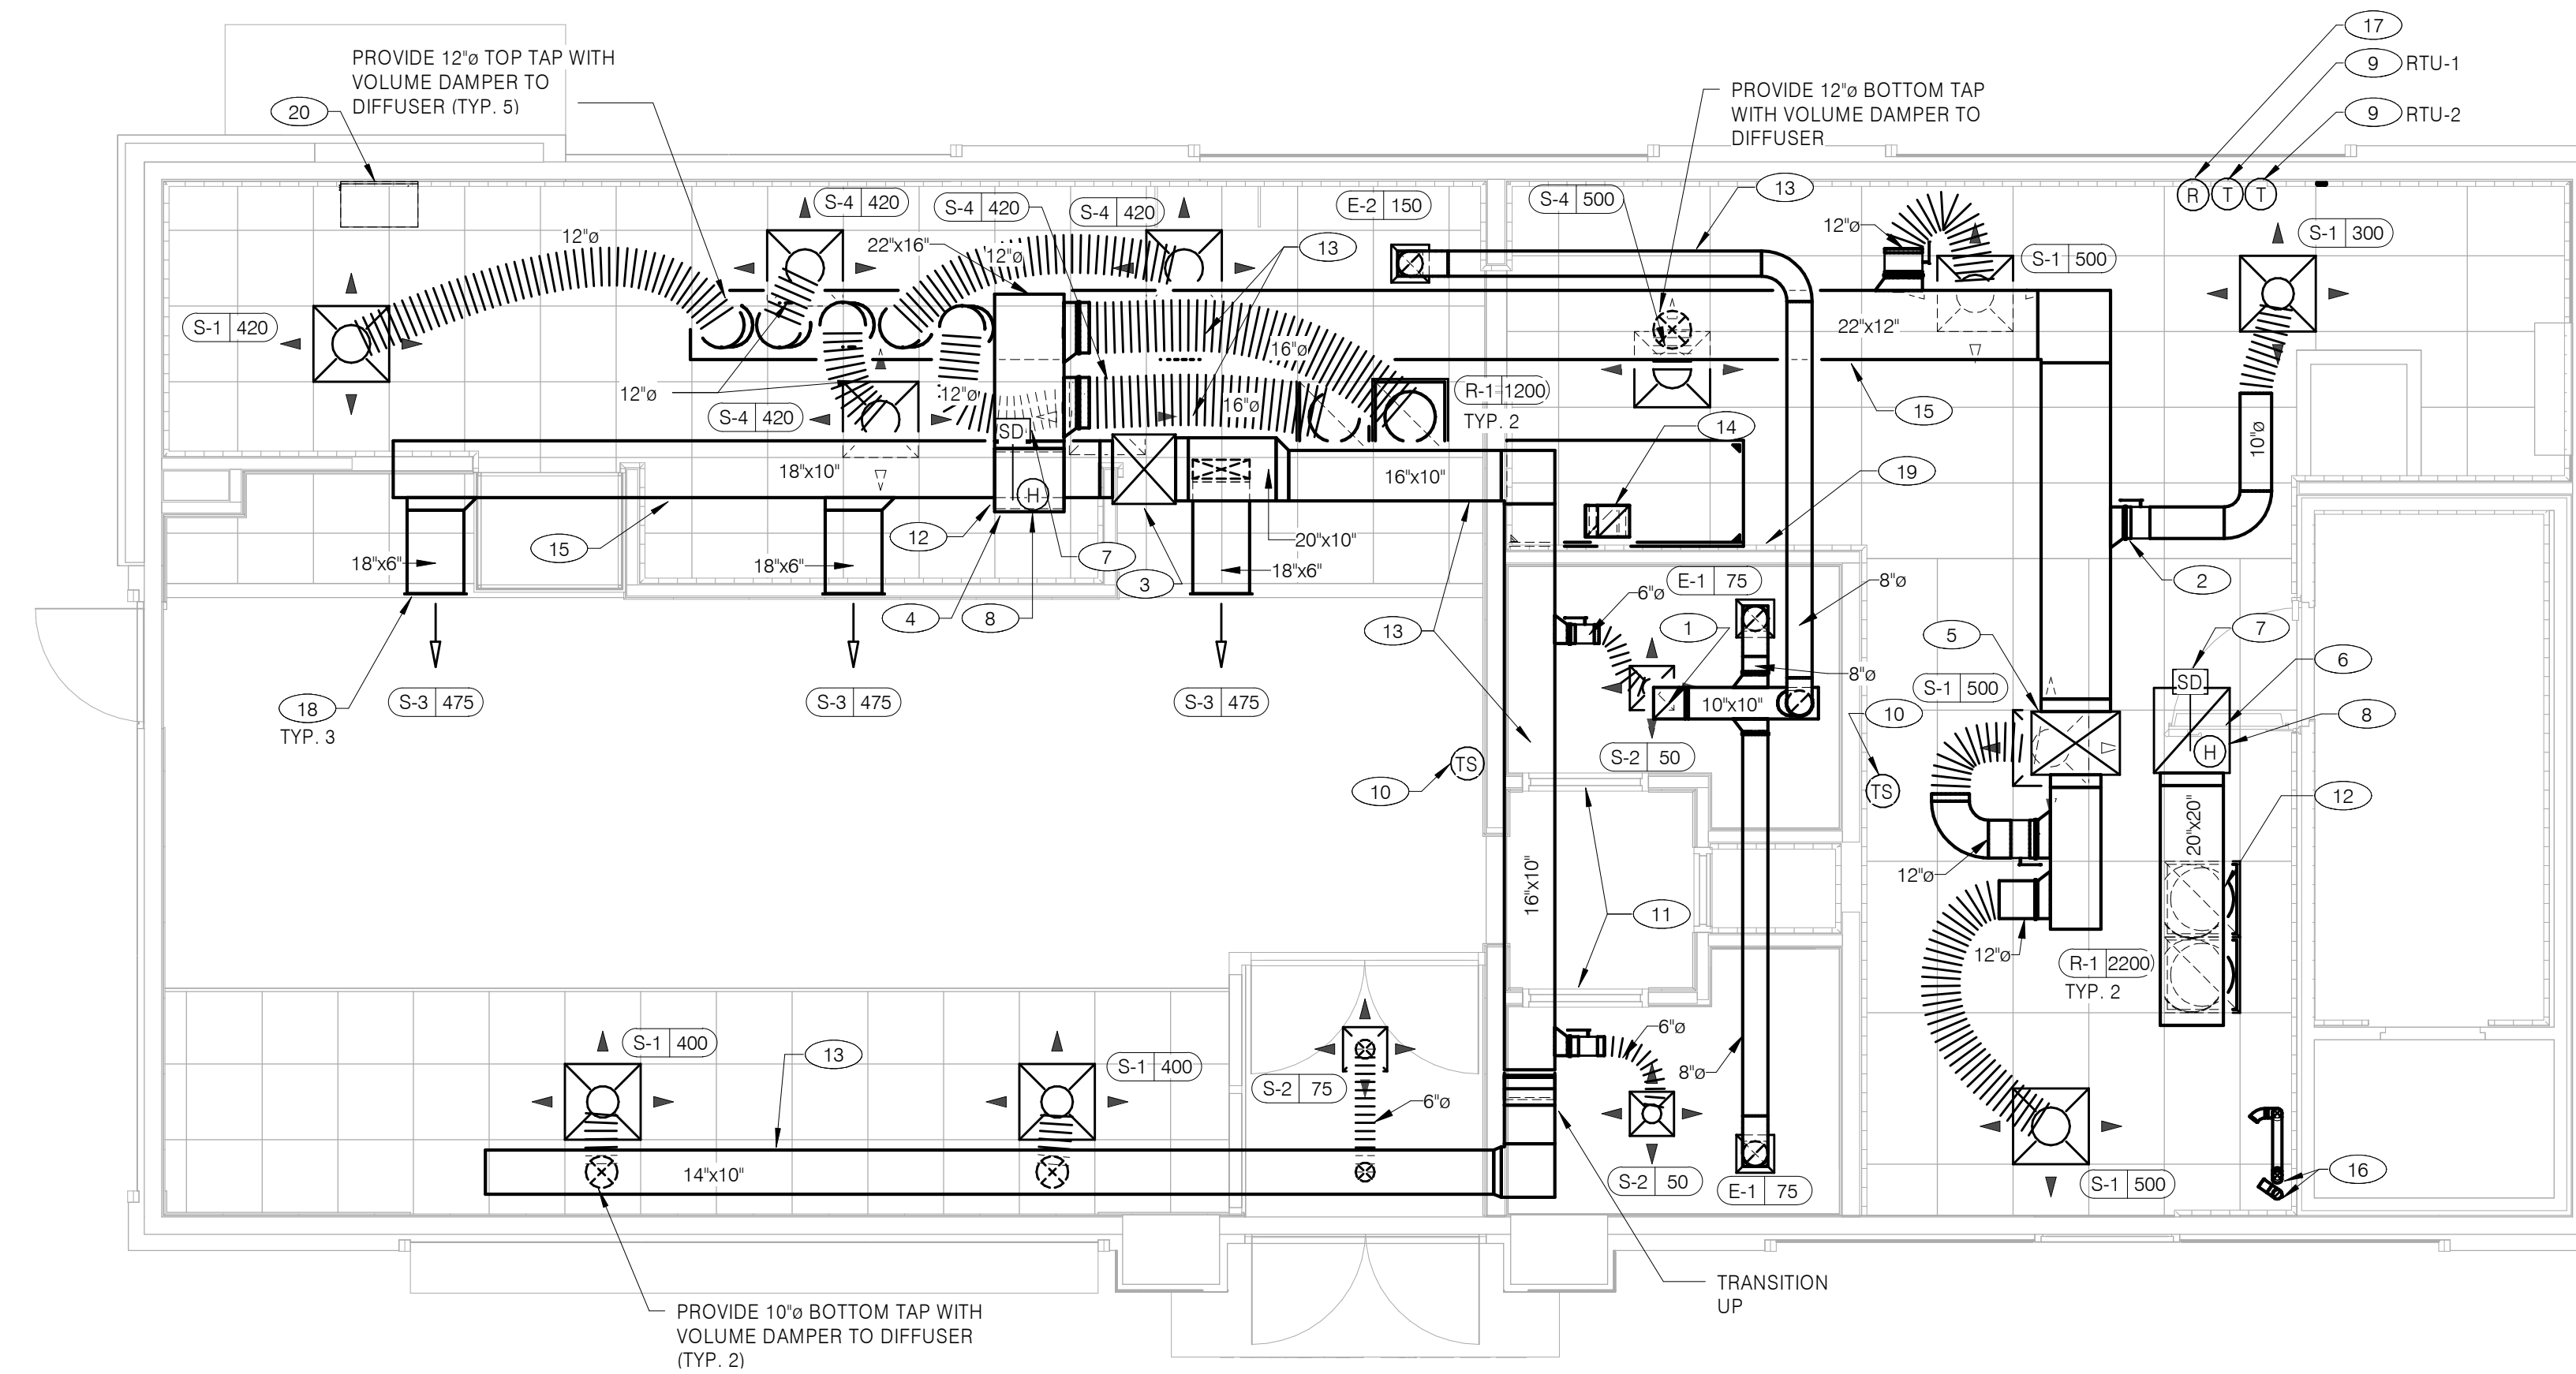 PROVIDE 12"ø TOP TAP WITH
VOLUME DAMPER TO
DIFFUSER (TYP. 5)
20
PROVIDE 12"ø BOTTOM TAP
WITH VOLUME DAMPER TO
DIFFUSER
17
9 RTU-1
9 RTU-2
R T T
S-4 420
S-4 420
S-4 420
E-2 150
S-4 500
13
12"ø
S-1 300
12"ø
22"x16"
12"ø
13
S-1 500
S-1 420
22"x12"
16"ø
12"ø
12"ø
16"ø
R-1 1200
TYP. 2
S-4 420
15
SD
14
10"ø
18"x10"
16"x10"
19
H
12
20"x10"
15
18"x6"
18"x6"
7
3
18"x6"
E-1 75
8"ø
2
6"ø
4
8
13
1
5
7
6
8"ø
SD
18
TYP. 3
S-3 475
S-3 475
S-3 475
10"x10"
S-1 500
10
8
H
S-2 50
10
TS
TS
12
20"x20"
16"x10"
12"ø
11
12"ø
R-1 2200
TYP. 2
S-1 400
13
S-1 400
S-2 75
6"ø
6"ø
8"ø
14"x10"
S-2 50
E-1 75
S-1 500
16
TRANSITION
UP
PROVIDE 10"ø BOTTOM TAP WITH
VOLUME DAMPER TO DIFFUSER
(TYP. 2)